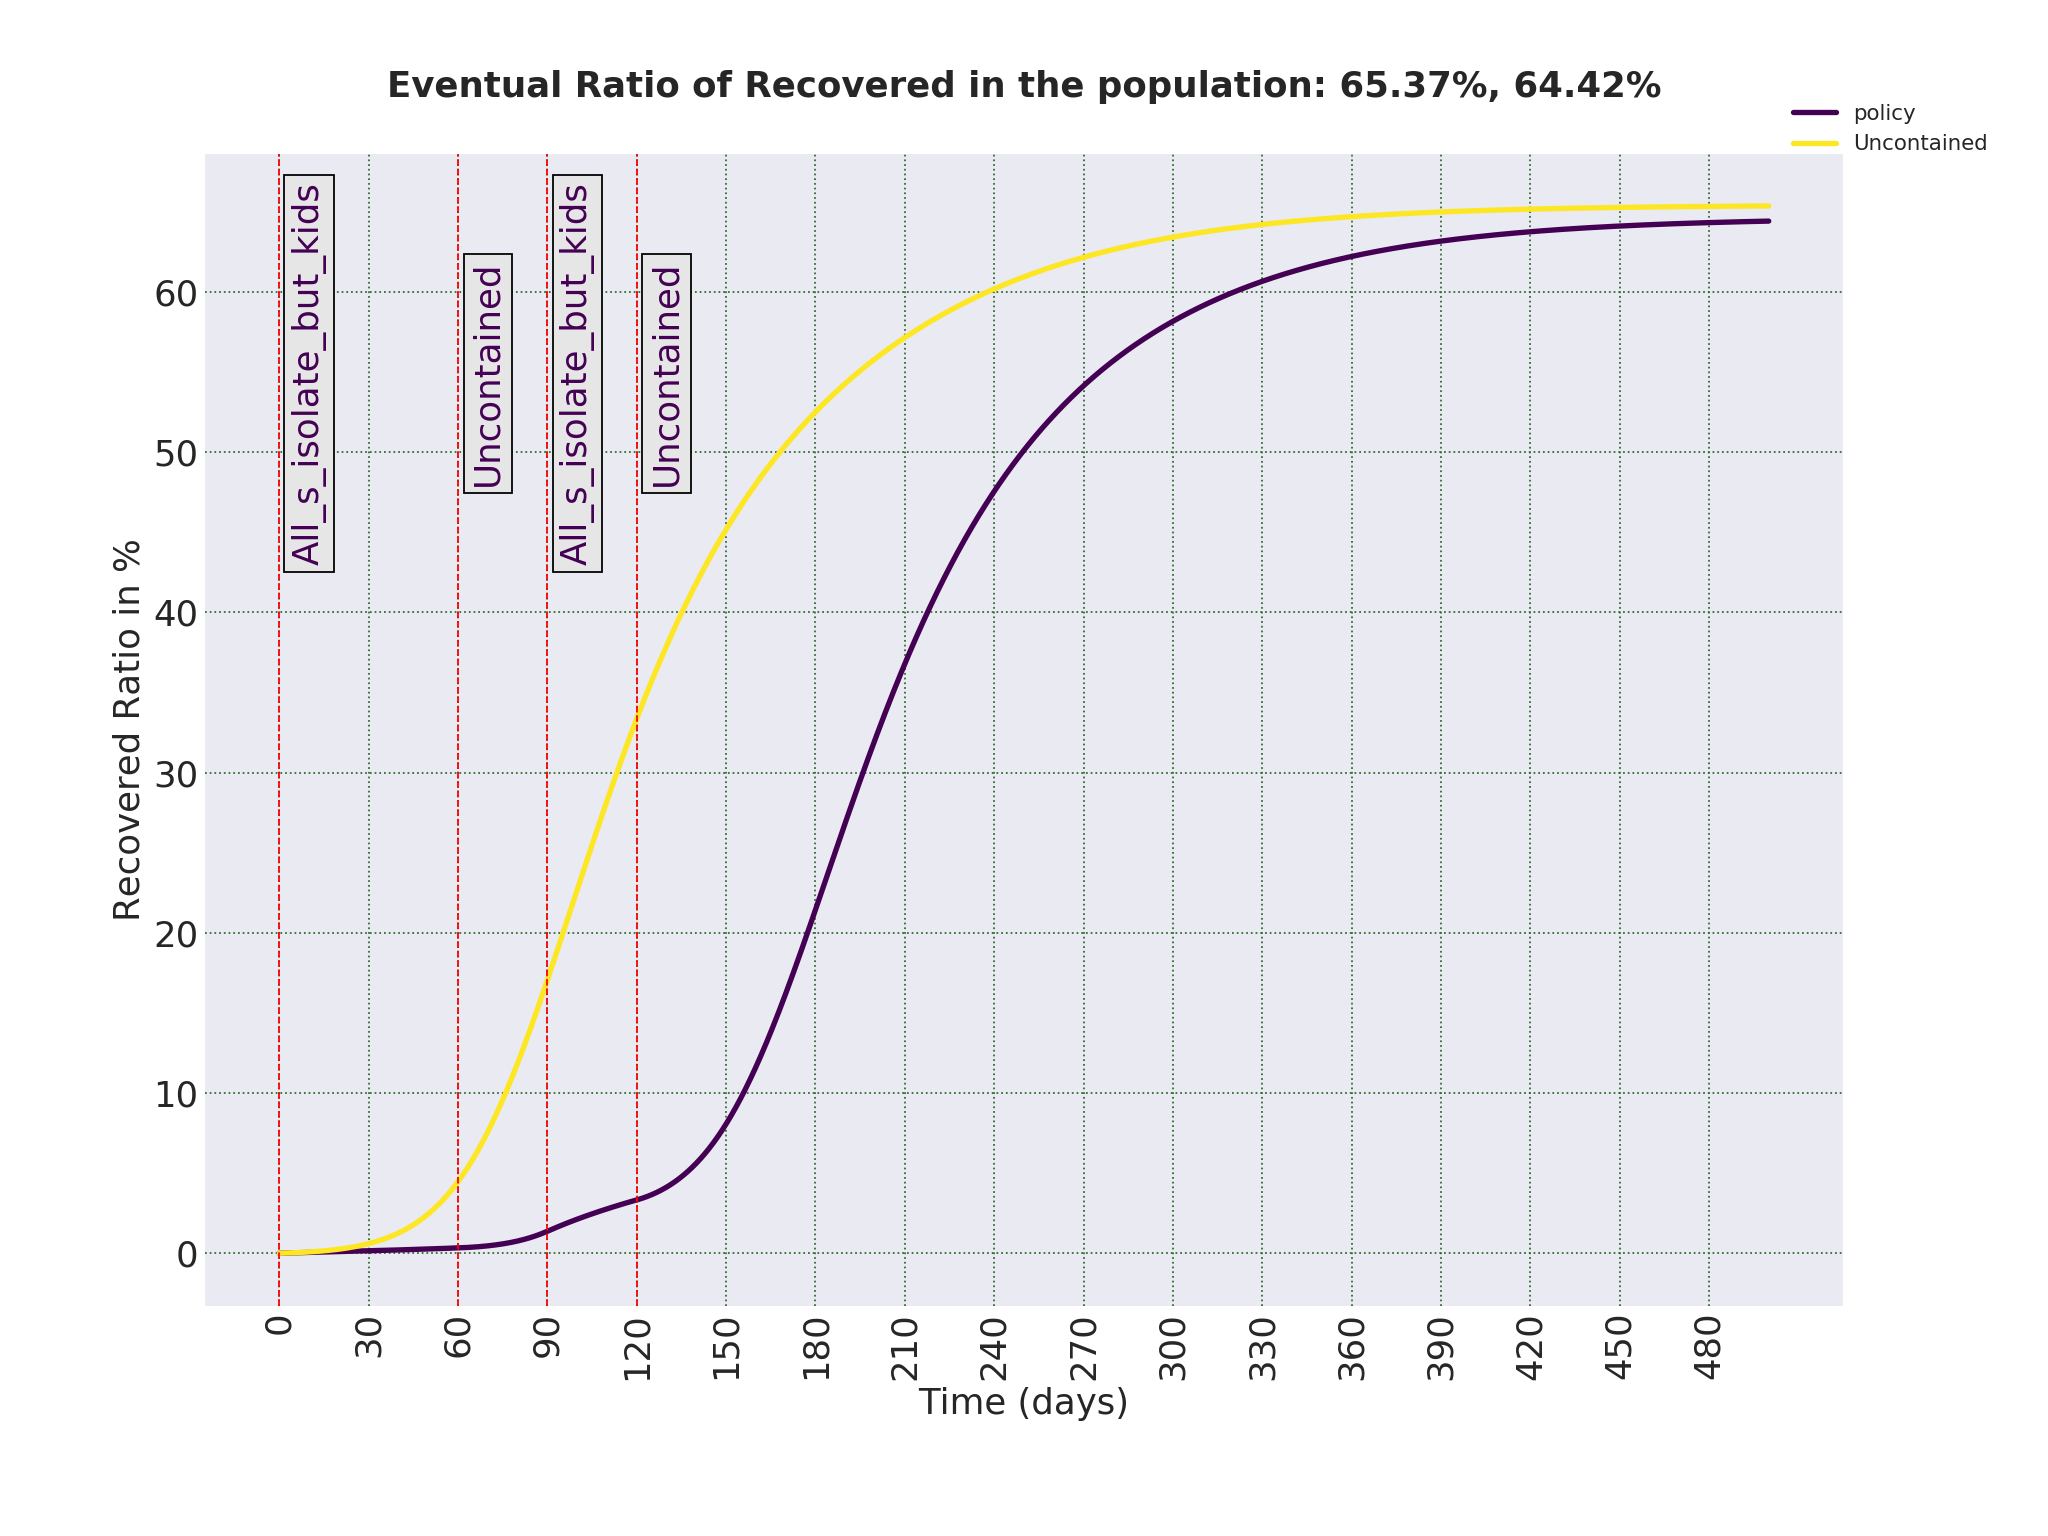 Eventual Ratio of Recovered in the population: 65.37%, 64.42%
policy
Uncontained
All_s_isolate_but_kids
Uncontained
All_s_isolate_but_kids
Uncontained
Recovered Ratio in %
60
50
40
30
20
10
0
0 30 60 90 120 150 180 210 240 270 300 330 360 390 420 450 480
Time (days)